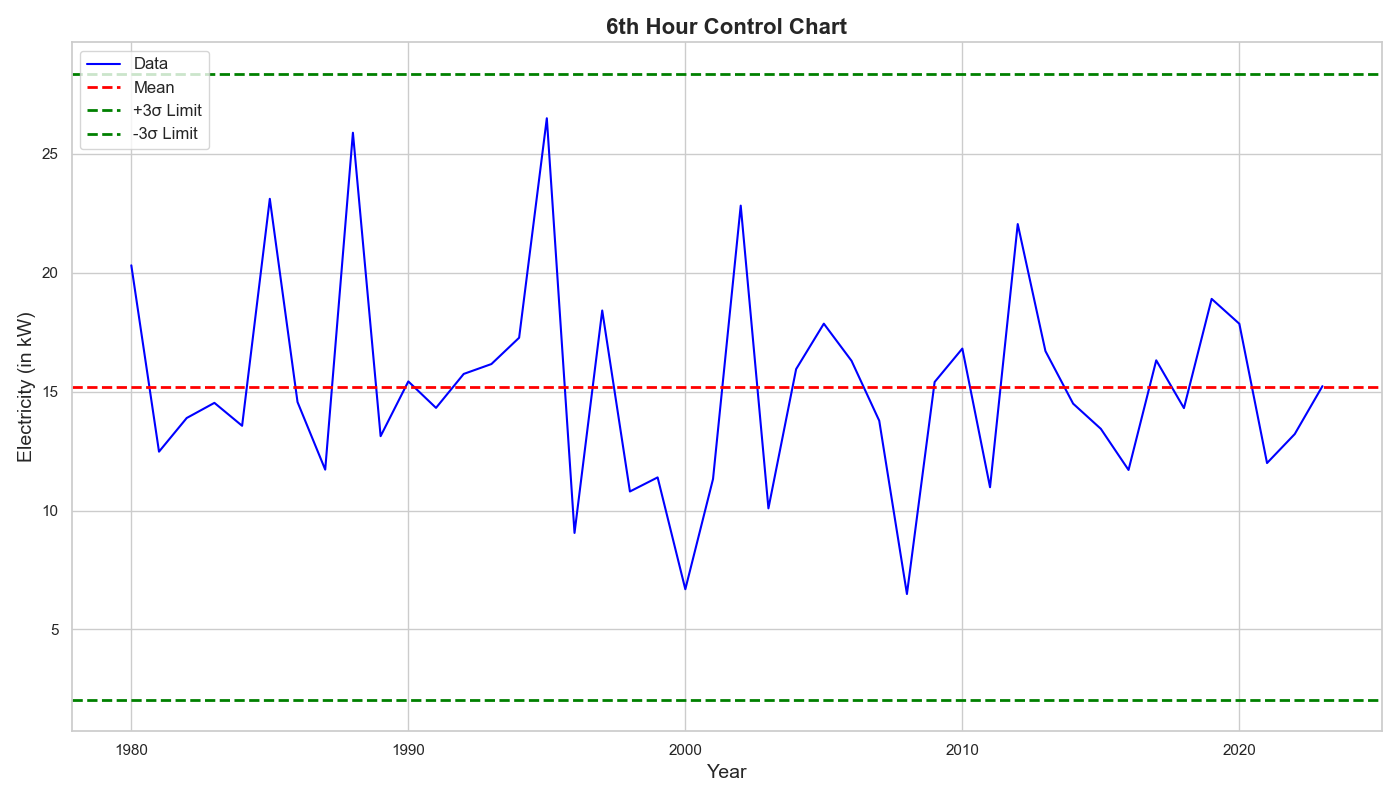 6th Hour Control Chart
Data
Mean
+3σ Limit
-3σ Limit
Electricity (in kW)
25
20
15
10
5
1980
1990
2000
2010
2020
Year